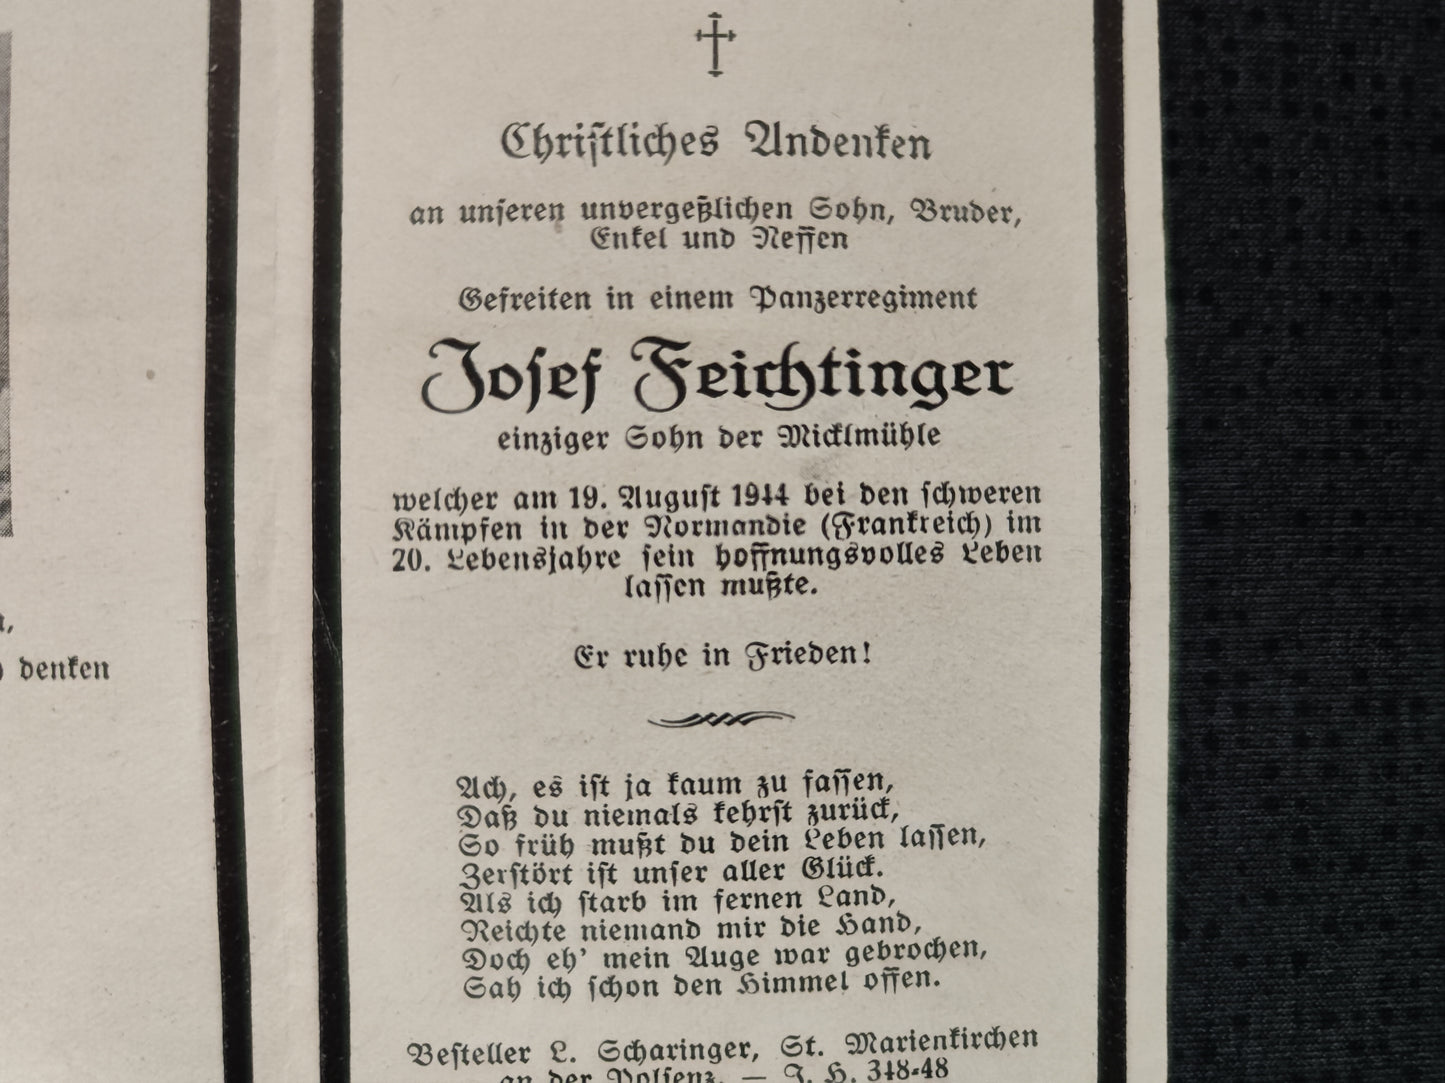 denken
Christliches Andenken
an unseren unvergeßlichen Sohn, Bruder,
Enkel und Neffen
Gefreiten in einem Panzerregiment
Josef Feichtinger
einziger Sohn der Micklmühle
welcher am 19. August 1944 bei den schweren
Kämpfen in der Normandie (Frankreich) im
20. Lebensjahre sein hoffnungsvolles Leben
lassen mußte.
Er ruhe in Frieden!
Ach, es ist ja kaum zu fassen,
Daß du niemals kehrst zurück,
So früh mußt du dein Leben lassen,
Zerstört ist unser aller Glück.
Als ich starb im fernen Land,
Reichte niemand mir die Hand,
Doch eh' mein Auge war gebrochen,
Sah ich schon den Himmel offen.
Besteller L. Scharinger, St. Marienkirchen
an der Polsenz. — J. H. 348-48